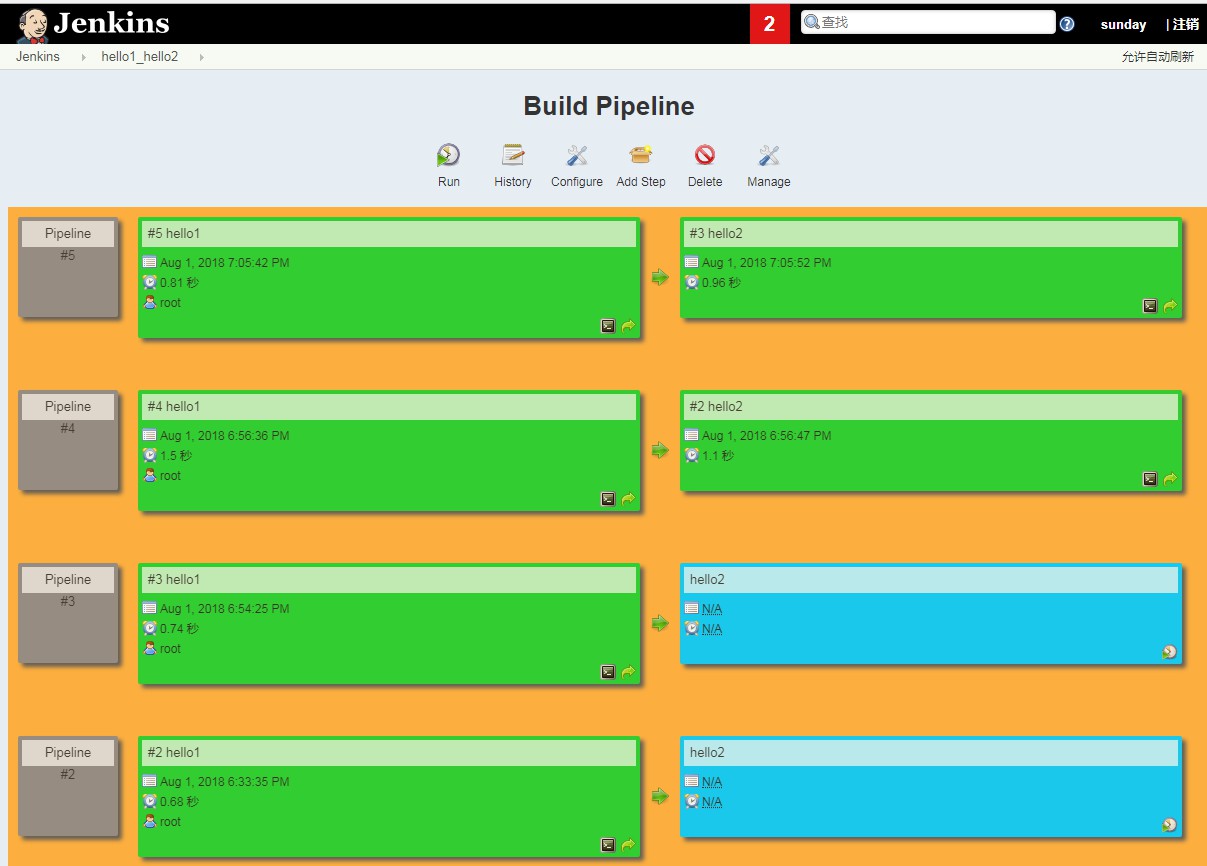 Jenkins
2
查找
sunday
| 注销
Jenkins
hello1_hello2
允许自动刷新
Build Pipeline
Run
History
Configure
Add Step
Delete
Manage
Pipeline
#5
#5 hello1
Aug 1, 2018 7:05:42 PM
0.81 秒
root
#3 hello2
Aug 1, 2018 7:05:52 PM
0.96 秒
Pipeline
#4
#4 hello1
Aug 1, 2018 6:56:36 PM
1.5 秒
root
#2 hello2
Aug 1, 2018 6:56:47 PM
1.1 秒
Pipeline
#3
#3 hello1
Aug 1, 2018 6:54:25 PM
0.74 秒
root
hello2
N/A
N/A
Pipeline
#2
#2 hello1
Aug 1, 2018 6:33:35 PM
0.68 秒
root
hello2
N/A
N/A